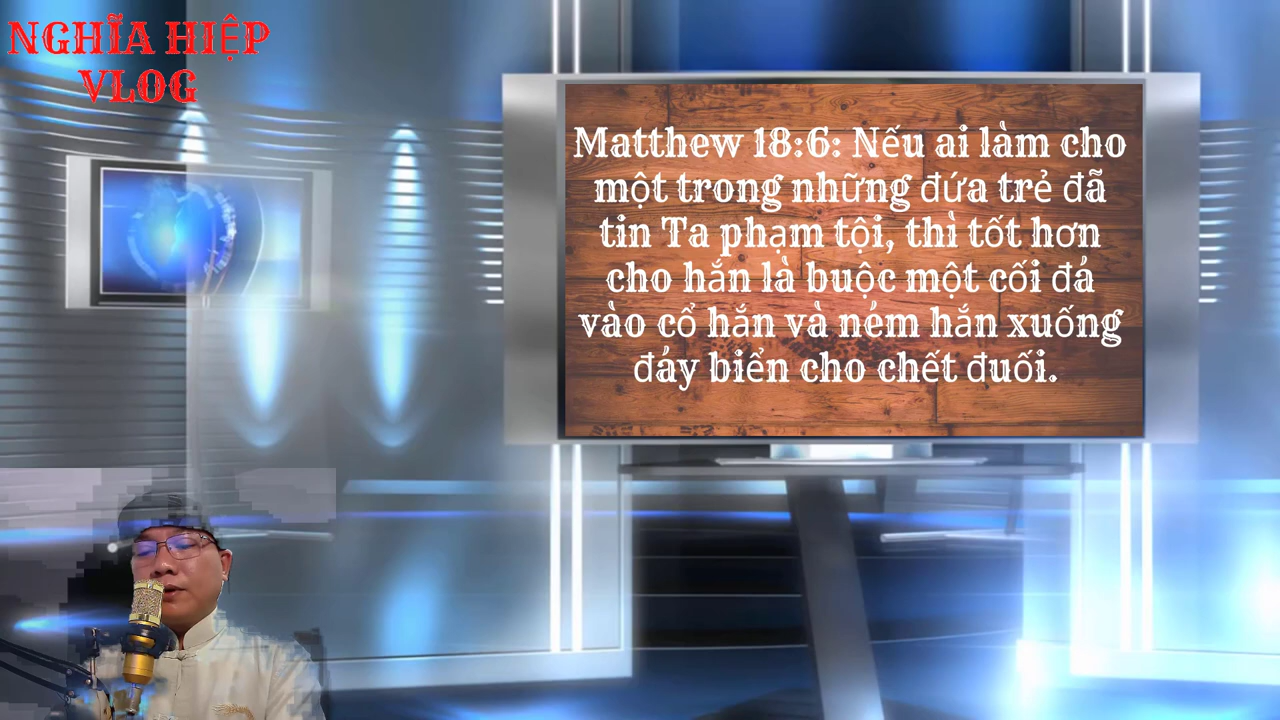 NGHĨA HIỆP
VLOG
Matthew 18:6: Nếu ai làm cho
một trong những đứa trẻ đã
tin Ta phạm tội, thì tốt hơn
cho hắn là buộc một cối đá
vào cổ hắn và ném hắn xuống
đáy biển cho chết đuối.